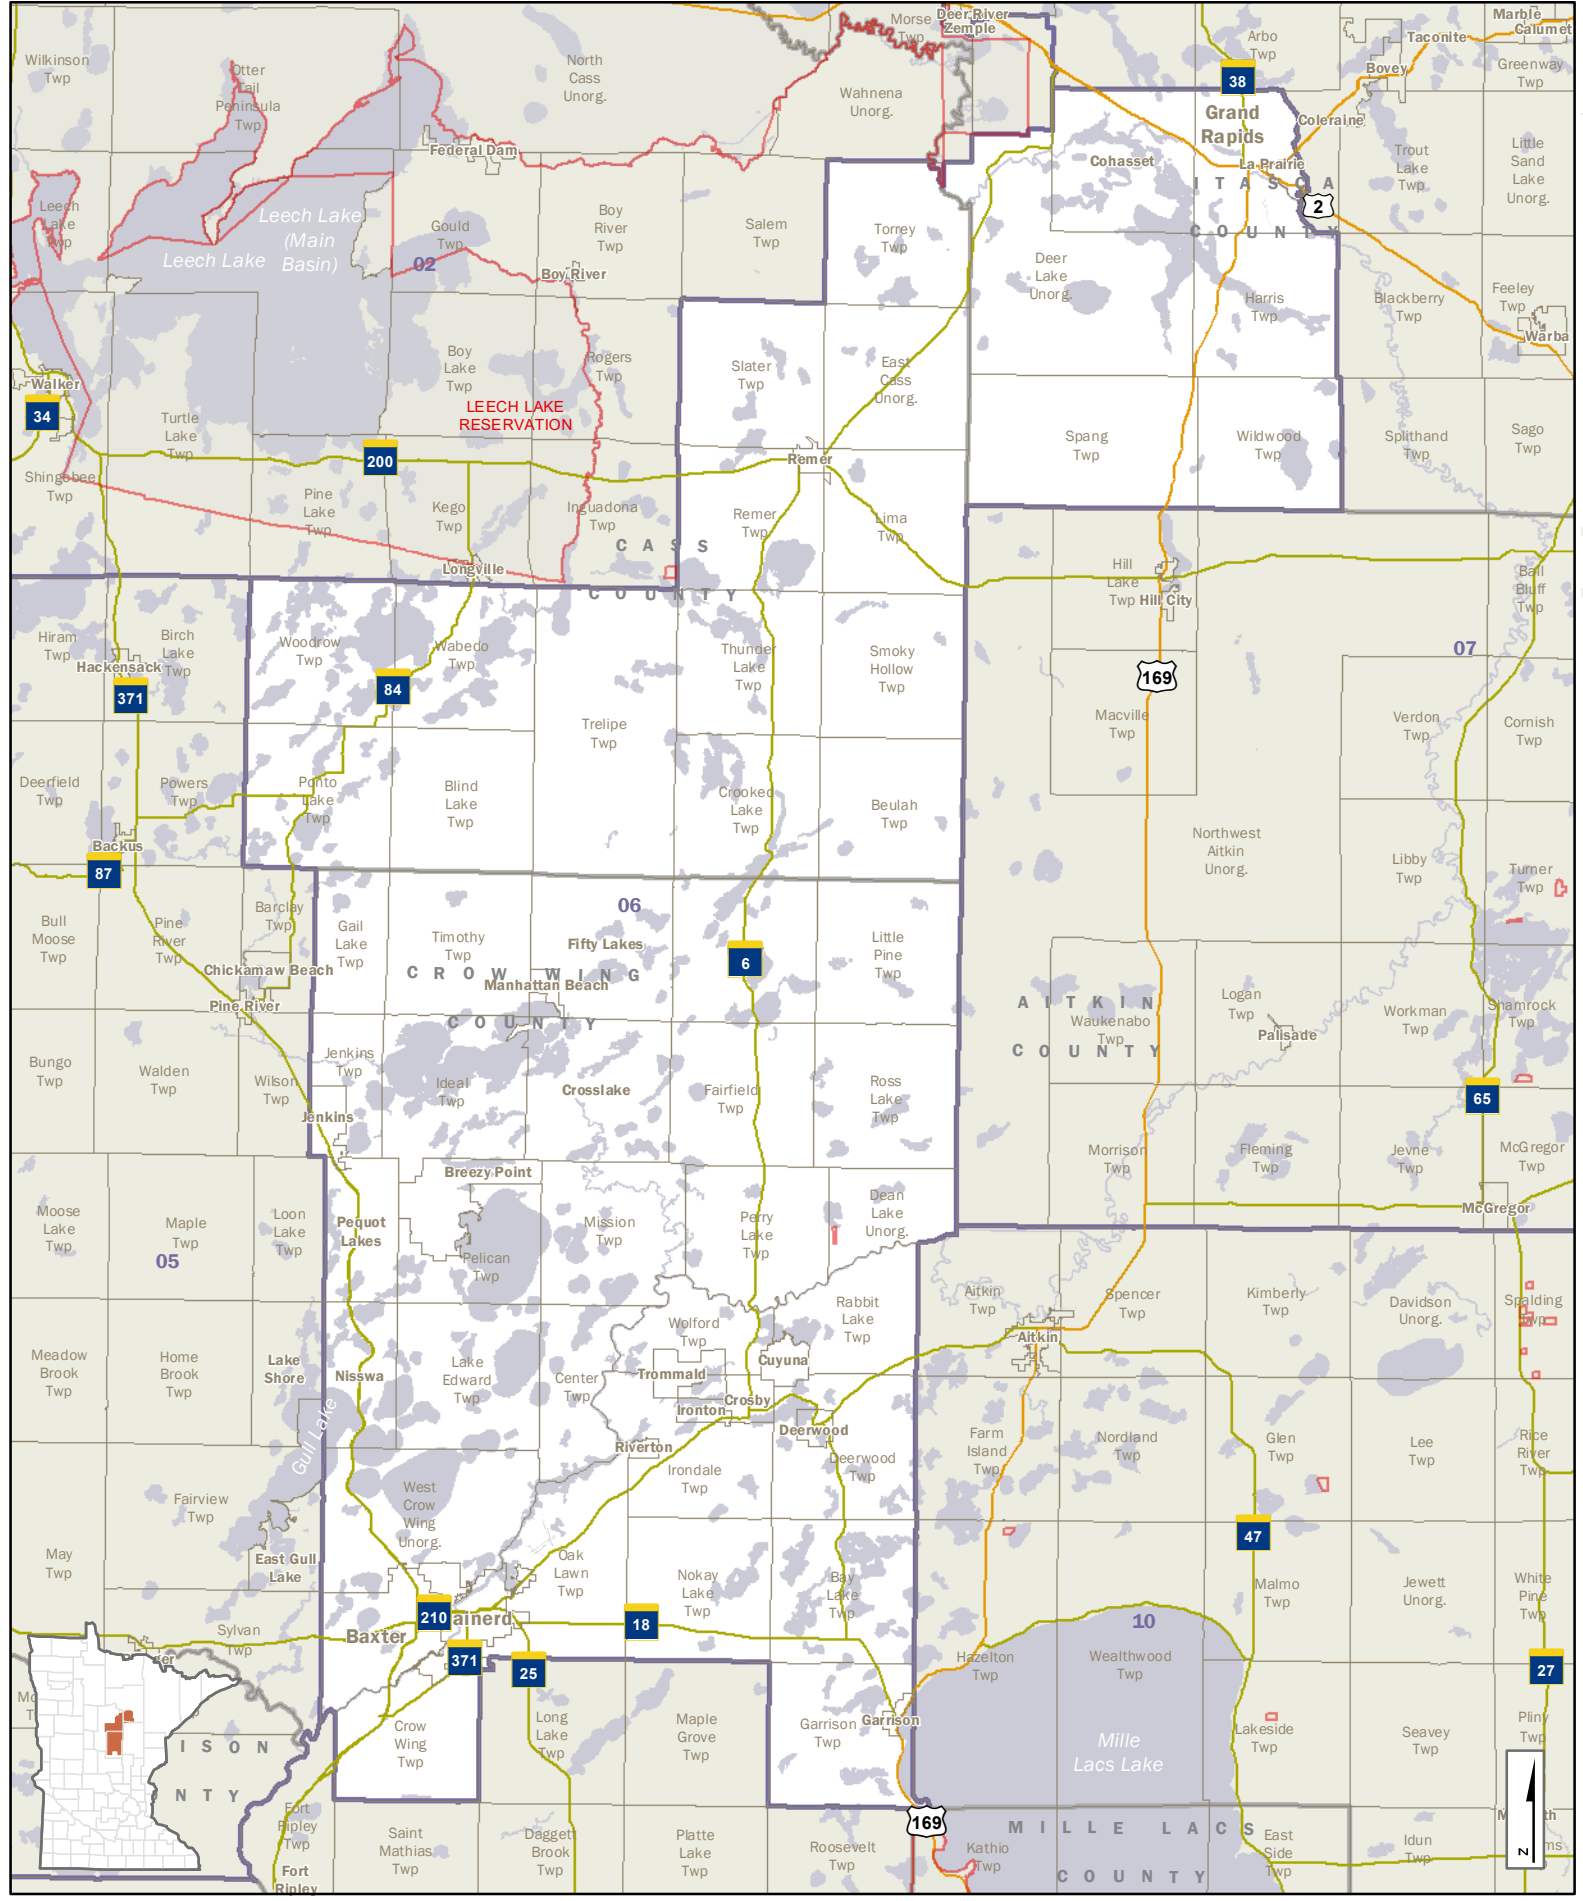 Wilkinson
Twp
Otter
Tail
Peninsula
Twp
North
Cass
Unorg.
Morse
Twp
Deer River
Zemple
Wahnena
Unorg.
Arbo
Twp
38
Marble
Calumet
Taconite
Bovey
Greenway
Twp
Grand
Rapids
Coleraine
Federal Dam
Cohasset
La Prairie
Trout
Lake
Twp
Little
Sand
Lake
Unorg.
ITASCA
COUNTY
2
Leech
Lake
Twp
Leech Lake
(Main
Basin)
Leech Lake
Gould
Twp
02
Boy
River
Twp
Boy River
Salem
Twp
Torrey
Twp
Deer
Lake
Unorg.
Harris
Twp
Blackberry
Twp
Feeley
Twp
Warba
Walker
34
Turtle
Lake
Twp
Boy
Lake
Twp
Rogers
Twp
LEECH LAKE
RESERVATION
Slater
Twp
East
Cass
Unorg.
200
Remer
Spang
Twp
Wildwood
Twp
Splithand
Twp
Sago
Twp
Shingobee
Twp
Pine
Lake
Twp
Kego
Twp
Inguadona
Twp
Remer
Twp
Lima
Twp
CASS
COUNTY
Longville
Hill
Lake
Twp
Hill City
Ball
Bluff
Twp
Hiram
Twp
Birch
Lake
Twp
Hackensack
371
Woodrow
Twp
Wabedo
Twp
84
Thunder
Lake
Twp
Smoky
Hollow
Twp
169
07
Trelipe
Twp
Macville
Twp
Verdon
Twp
Cornish
Twp
Deerfield
Twp
Powers
Twp
Ponto
Lake
Twp
Blind
Lake
Twp
Crooked
Lake
Twp
Beulah
Twp
Backus
87
Northwest
Aitkin
Unorg.
Libby
Twp
Turner
Twp
Bull
Moose
Twp
Pine
River
Twp
Barclay
Twp
Gail
Lake
Twp
Timothy
Twp
06
Fifty Lakes
6
Little
Pine
Twp
Chickamaw Beach
Pine River
CROW WING
Manhattan Beach
COUNTY
AITKIN
Waukenabo
Twp
COUNTY
Logan
Twp
Palisade
Workman
Twp
Shamrock
Twp
Bungo
Twp
Walden
Twp
Wilson
Twp
Jenkins
Twp
Ideal
Twp
Crosslake
Fairfield
Twp
Ross
Lake
Twp
65
Jenkins
Breezy Point
Morrison
Twp
Fleming
Twp
Jevne
Twp
McGregor
Twp
McGregor
Moose
Lake
Twp
Maple
Twp
05
Loon
Lake
Twp
Pequot
Lakes
Pelican
Twp
Mission
Twp
Perry
Lake
Twp
Dean
Lake
Unorg.
Aitkin
Twp
Spencer
Twp
Kimberly
Twp
Davidson
Unorg.
Spalding
Twp
Rabbit
Lake
Twp
Wolford
Twp
Aitkin
Meadow
Brook
Twp
Home
Brook
Twp
Lake
Shore
Nisswa
Lake
Edward
Twp
Center
Twp
Trommald
Cuyuna
Ironton
Crosby
Deerwood
Riverton
Gull Lake
Deerwood
Twp
Farm
Island
Twp
Nordland
Twp
Glen
Twp
Lee
Twp
Rice
River
Twp
Fairview
Twp
West
Crow
Wing
Unorg.
Irondale
Twp
47
May
Twp
East Gull
Lake
Oak
Lawn
Twp
Nokay
Lake
Twp
Bay
Lake
Twp
Malmo
Twp
Jewett
Unorg.
White
Pine
Twp
Sylvan
Twp
210
ainerd
Baxter
18
371
25
10
Hazelton
Twp
Wealthwood
Twp
27
ger
Crow
Wing
Twp
Long
Lake
Twp
Maple
Grove
Twp
Garrison
Twp
Garrison
Mille
Lacs Lake
Lakeside
Twp
Seavey
Twp
Pliny
Twp
ISON
NTY
Fort
Ripley
Twp
Fort
Ripley
Saint
Mathias
Twp
Daggett
Brook
Twp
Platte
Lake
Twp
Roosevelt
Twp
169
Kathio
Twp
MILLE LACS
COUNTY
East
Side
Twp
Idun
Twp
N